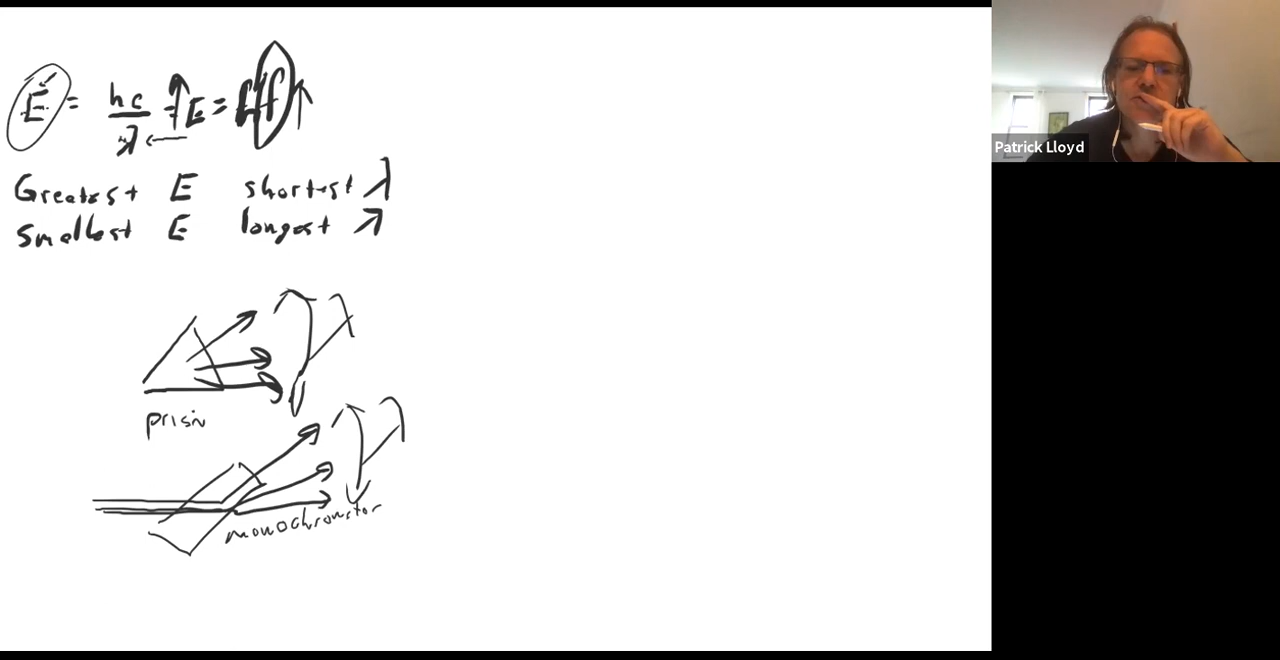 E = hc/λ E = hf
Greatest E shortest λ
Smallest E longest λ
Patrick Lloyd
λ
prism
λ
monochromator